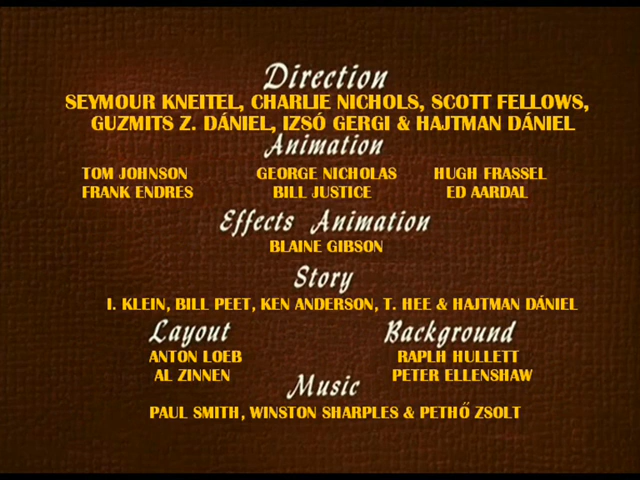 Direction
SEYMOUR KNEITEL, CHARLIE NICHOLS, SCOTT FELLOWS,
GUZMITS Z. DÁNIEL, IZSÓ GERGI & HAJTMAN DÁNIEL
Animation
TOM JOHNSON GEORGE NICHOLAS HUGH FRASSEL
FRANK ENDRES BILL JUSTICE ED AARDAL
Effects Animation
BLAINE GIBSON
Story
I. KLEIN, BILL PEET, KEN ANDERSON, T. HEE & HAJTMAN DÁNIEL
Layout Background
ANTON LOEB RAPLH HULLETT
AL ZINNEN PETER ELLENSHAW
Music
PAUL SMITH, WINSTON SHARPLES & PETHŐ ZSOLT